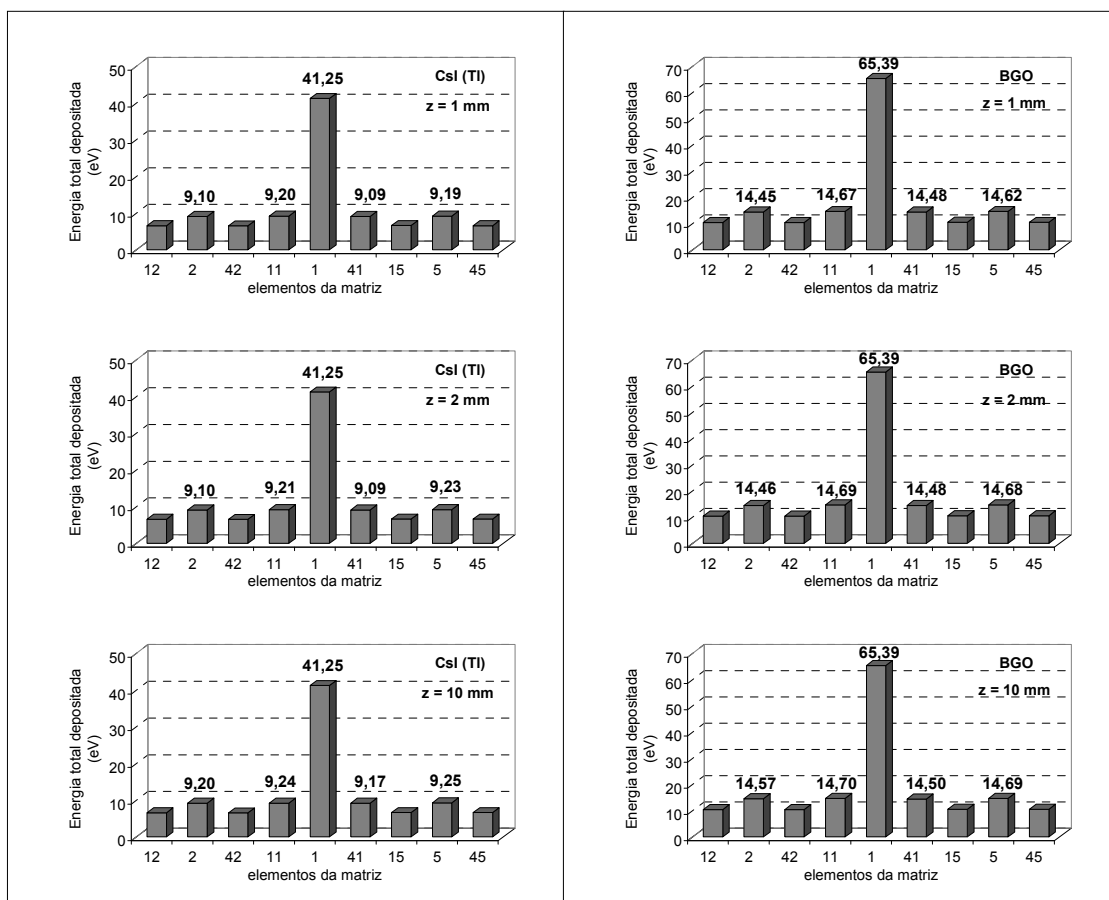 Energia total depositada
(eV)
50
40
30
20
10
0
41,25
CsI (Tl)
z = 1 mm
9,10
9,20
9,09
9,19
12 2 42 11 1 41 15 5 45
elementos da matriz
Energia total depositada
(eV)
70
60
50
40
30
20
10
0
65,39
BGO
z = 1 mm
14,45
14,67
14,48
14,62
12 2 42 11 1 41 15 5 45
elementos da matriz
Energia total depositada
(eV)
50
40
30
20
10
0
41,25
CsI (Tl)
z = 2 mm
9,10
9,21
9,09
9,23
12 2 42 11 1 41 15 5 45
elementos da matriz
Energia total depositada
(eV)
70
60
50
40
30
20
10
0
65,39
BGO
z = 2 mm
14,46
14,69
14,48
14,68
12 2 42 11 1 41 15 5 45
elementos da matriz
Energia total depositada
(eV)
50
40
30
20
10
0
41,25
CsI (Tl)
z = 10 mm
9,20
9,24
9,17
9,25
12 2 42 11 1 41 15 5 45
elementos da matriz
Energia total depositada
(eV)
70
60
50
40
30
20
10
0
65,39
BGO
z = 10 mm
14,57
14,70
14,50
14,69
12 2 42 11 1 41 15 5 45
elementos da matriz